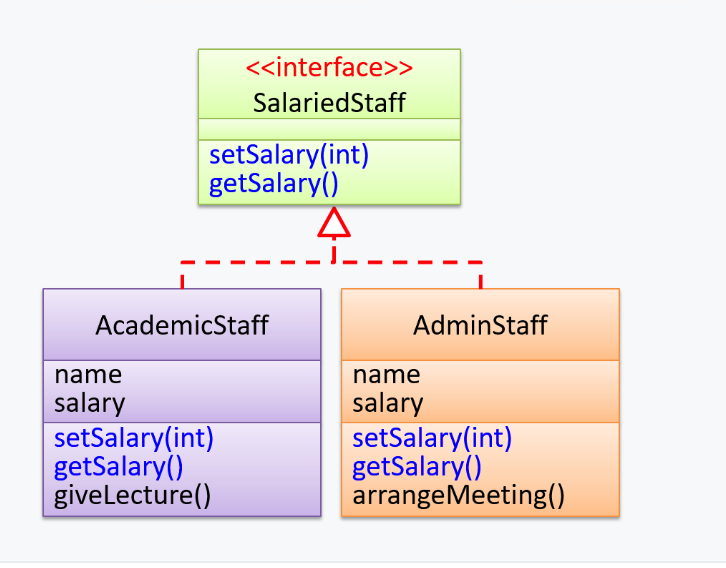 <<interface>>
SalariedStaff
setSalary(int)
getSalary()
AcademicStaff
name
salary
setSalary(int)
getSalary()
giveLecture()
AdminStaff
name
salary
setSalary(int)
getSalary()
arrangeMeeting()